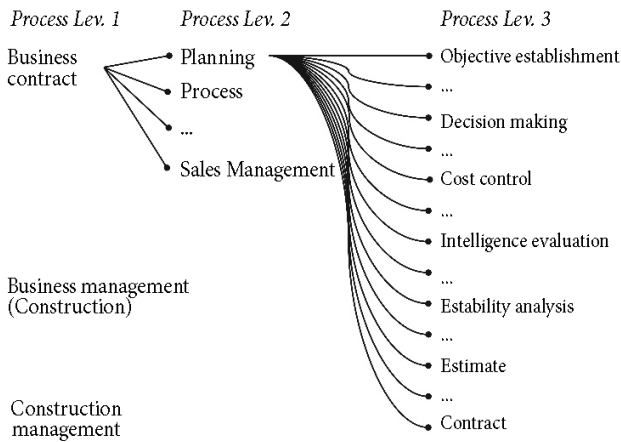 Process Lev. 1
Process Lev. 2
Process Lev. 3
Business
contract
Planning
Process
...
Sales Management
Objective establishment
...
Decision making
...
Cost control
...
Intelligence evaluation
...
Estability analysis
...
Estimate
...
Contract
Business management
(Construction)
Construction
management